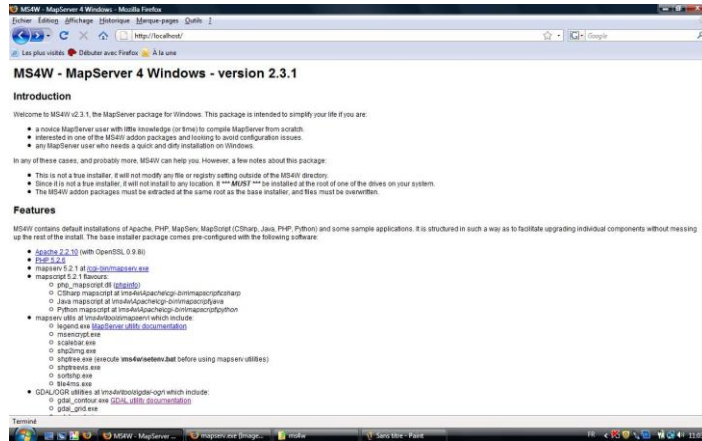 MS4W - MapServer 4 Windows - Mozilla Firefox
Fichier Édition Affichage Historique Marque-pages Outils ?
http://localhost/
Google
Les plus visités Débuter avec Firefox À la une
MS4W - MapServer 4 Windows - version 2.3.1
Introduction
Welcome to MS4W v2.3.1, the MapServer package for Windows. This package is intended to simplify your life if you are:
a novice MapServer user with little knowledge (or time) to compile MapServer from scratch.
interested in one of the MS4W addon packages and looking to avoid configuration issues.
any MapServer user who needs a quick and dirty installation on Windows.
In any of these cases, and probably more, MS4W can help you. However, a few notes about this package:
This is not a true installer, it will not modify any file or registry setting outside of the MS4W directory.
Since it is not a true installer, it will not install to any location. It *** MUST *** be installed at the root of one of the drives on your system.
The MS4W addon packages must be extracted at the same root as the base installer, and files must be overwritten.
Features
MS4W contains default installations of Apache, PHP, MapServ, MapScript (CSharp, Java, PHP, Python) and some sample applications. It is structured in such a way as to facilitate upgrading individual components without messing
up the rest of the install. The base installer package comes pre-configured with the following software:
Apache 2.2.10 (with OpenSSL 0.9.8i)
PHP 5.2.6
mapserv 5.2.1 at /cgi-bin/mapserv.exe
mapscript 5.2.1 flavours:
php_mapscript.dll (phpinfo)
CSharp mapscript at \ms4w\Apache\cgi-bin\mapscript\csharp
Java mapscript at \ms4w\Apache\cgi-bin\mapscript\java
Python mapscript at \ms4w\Apache\cgi-bin\mapscript\python
mapserv utils at \ms4w\tools\mapserv\ which include:
legend.exe MapServer utility documentation
msencrypt.exe
scalebar.exe
shp2img.exe
shptree.exe (execute \ms4w\setenv.bat before using mapserv utilities)
shptreevis.exe
sortshp.exe
tile4ms.exe
GDAL/OGR utilities at \ms4w\tools\gdal-ogr\ which include:
gdal_contour.exe GDAL utility documentation
gdal_grid.exe
Terminé
MS4W - MapServer ... mapserv.exe (Image... ms4w Sans titre - Paint FR